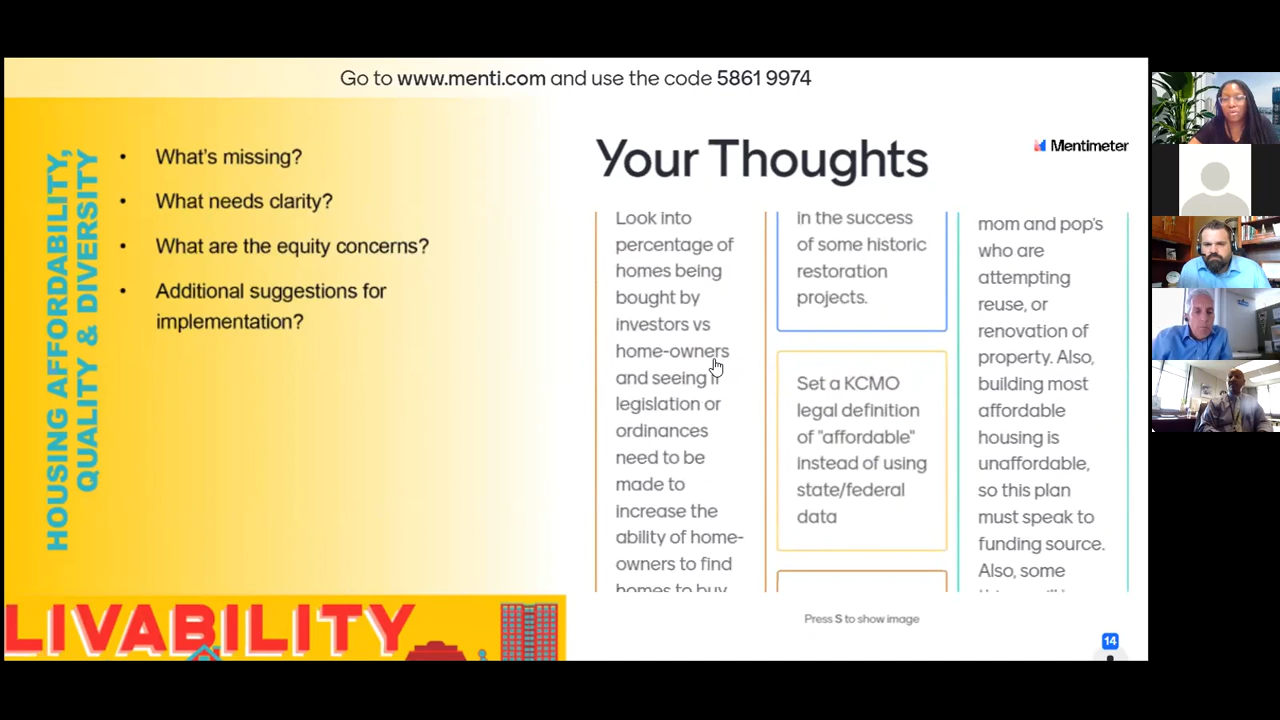 Go to www.menti.com and use the code 5861 9974
HOUSING AFFORDABILITY,
QUALITY & DIVERSITY
• What's missing?
• What needs clarity?
• What are the equity concerns?
• Additional suggestions for
implementation?
LIVABILITY
Your Thoughts
Mentimeter
Look into
percentage of
homes being
bought by
investors vs
home-owners
and seeing if
legislation or
ordinances
need to be
made to
increase the
ability of home-
owners to find
homes to buy
in the success
of some historic
restoration
projects.
Set a KCMO
legal definition
of "affordable"
instead of using
state/federal
data
mom and pop's
who are
attempting
reuse, or
renovation of
property. Also,
building most
affordable
housing is
unaffordable,
so this plan
must speak to
funding source.
Also, some
Press S to show image
14